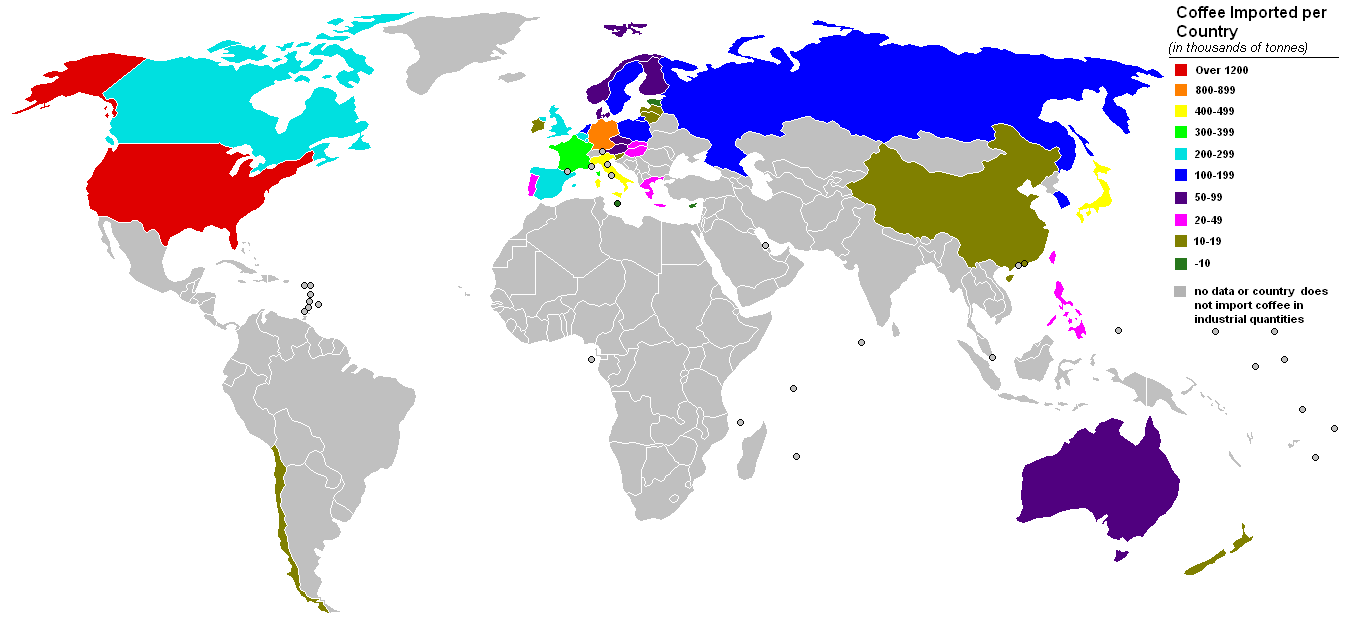 Coffee Imported per
Country
(in thousands of tonnes)
Over 1200
800-899
400-499
300-399
200-299
100-199
50-99
20-49
10-19
-10
no data or country does
not import coffee in
industrial quantities